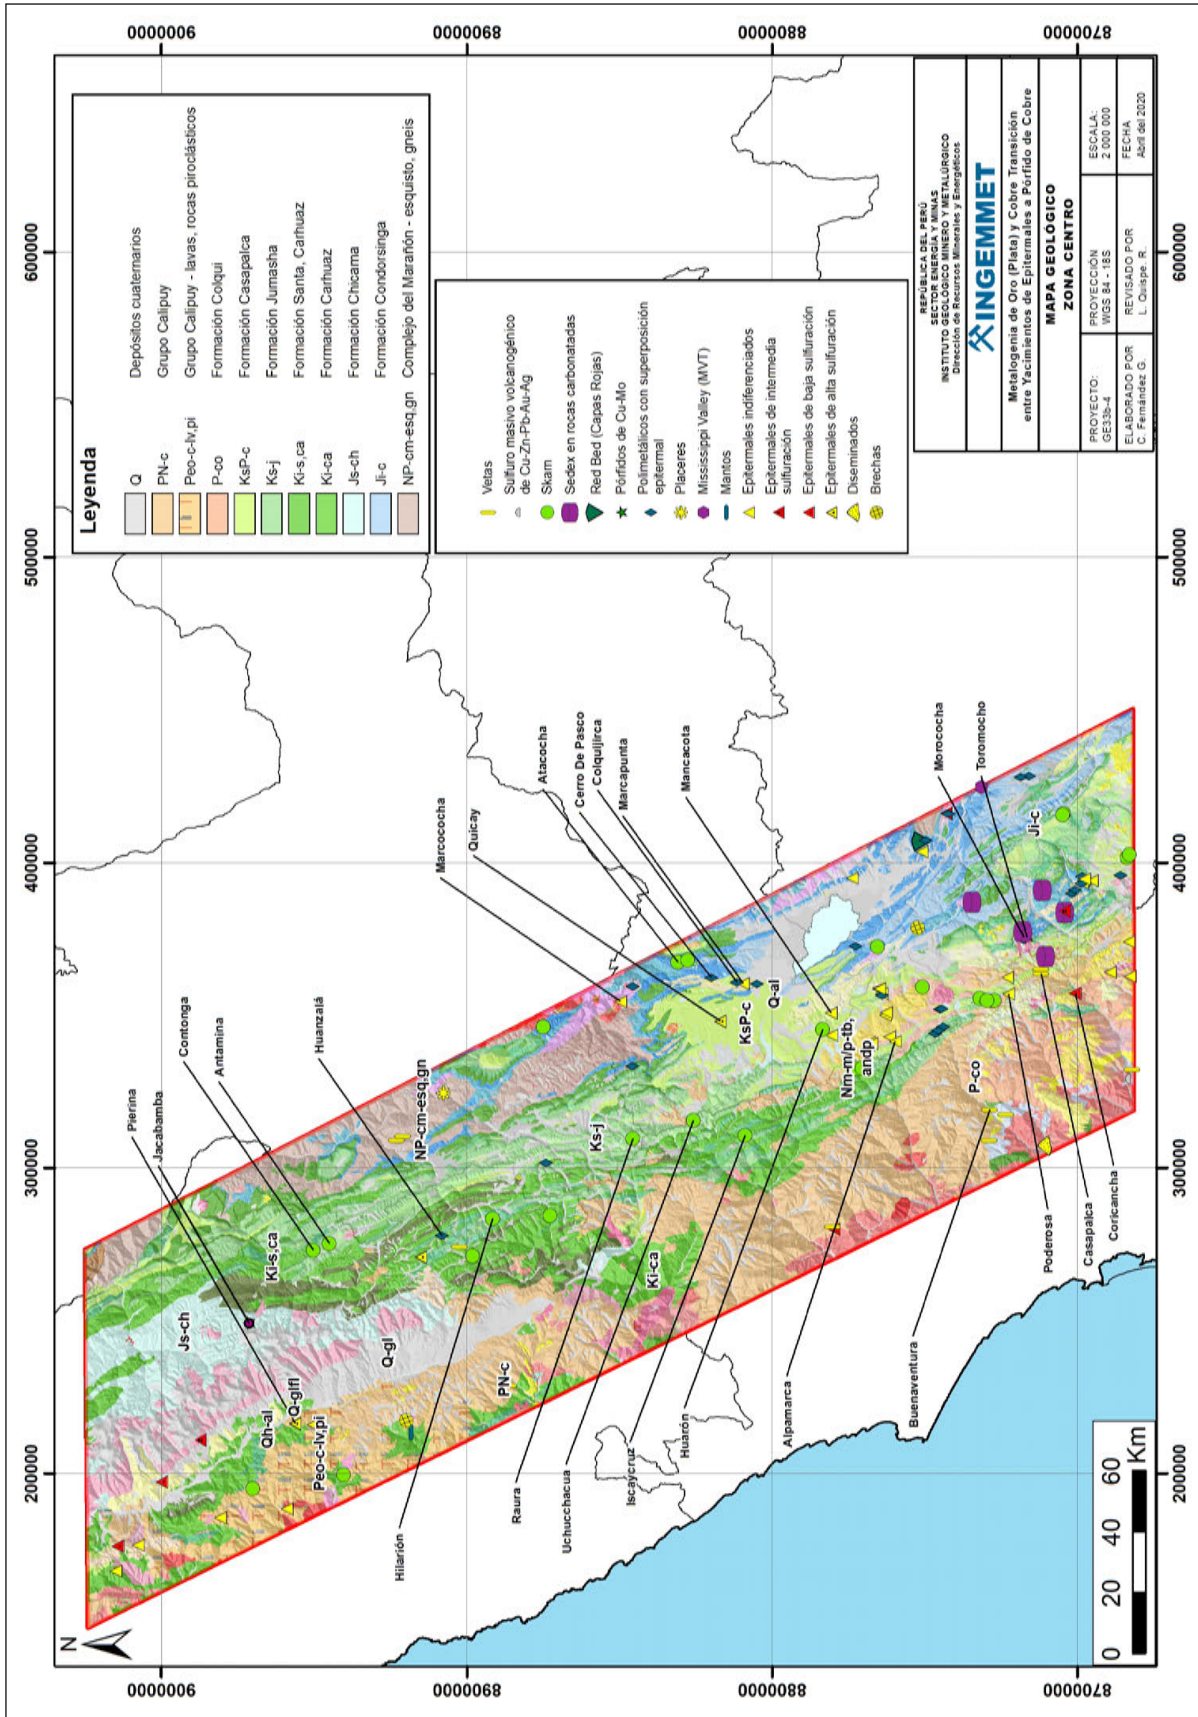 Leyenda
Q Depósitos cuaternarios
PN-c Grupo Calipuy
Peo-c-lv,pi Grupo Calipuy - lavas, rocas piroclásticos
P-co Formación Colqui
KsP-c Formación Casapalca
Ks-j Formación Jumasha
Ki-s,ca Formación Santa, Carhuaz
Ki-ca Formación Carhuaz
Js-ch Formación Chicama
Ji-c Formación Condorsinga
NP-cm-esq,gn Complejo del Marañón - esquisto, gneis
Vetas
Sulfuro masivo volcanogénico
de Cu-Zn-Pb-Au-Ag
Skarn
Sedex en rocas carbonatadas
Red Bed (Capas Rojas)
Pórfidos de Cu-Mo
Polimetálicos con superposición
epitermal
Placeres
Mississippi Valley (MVT)
Mantos
Epitermales indiferenciados
Epitermales de intermedia
sulfuración
Epitermales de baja sulfuración
Epitermales de alta sulfuración
Diseminados
Brechas
REPÚBLICA DEL PERÚ
SECTOR ENERGÍA Y MINAS
INSTITUTO GEOLÓGICO MINERO Y METALÚRGICO
Dirección de Recursos Minerales y Energéticos
INGEMMET
Metalogenia de Oro (Plata) y Cobre Transición
entre Yacimientos de Epitermales a Pórfido de Cobre
MAPA GEOLÓGICO
ZONA CENTRO
PROYECTO:
GE33b-4
PROYECCIÓN
WGS 84 - 18S
ESCALA:
2 000 000
ELABORADO POR
C. Fernández G.
REVISADO POR
L. Quispe. R.
FECHA
Abril del 2020
N
200000
300000
400000
500000
600000
200000
300000
400000
500000
600000
9000000
8900000
8800000
8700000
9000000
8900000
8800000
8700000
Pierina
Jacabamba
Contonga
Antamina
Huanzalá
Marcococha
Quicay
Atacocha
Cerro De Pasco
Colquijirca
Marcapunta
Mancacota
Morococha
Toromocho
Hilarión
Raura
Uchucchacua
Iscaycruz
Huarón
Alpamarca
Buenaventura
Poderosa
Casapalca
Coricancha
Js-ch
Ki-s,ca
NP-cm-esq,gn
Qh-al
Q-glfl
Peo-c-lv,pi
Q-gl
PN-c
Ki-ca
Ks-j
KsP-c
Q-al
Nm-m/p-tb,
andp
P-co
Ji-c
0 20 40 60
Km